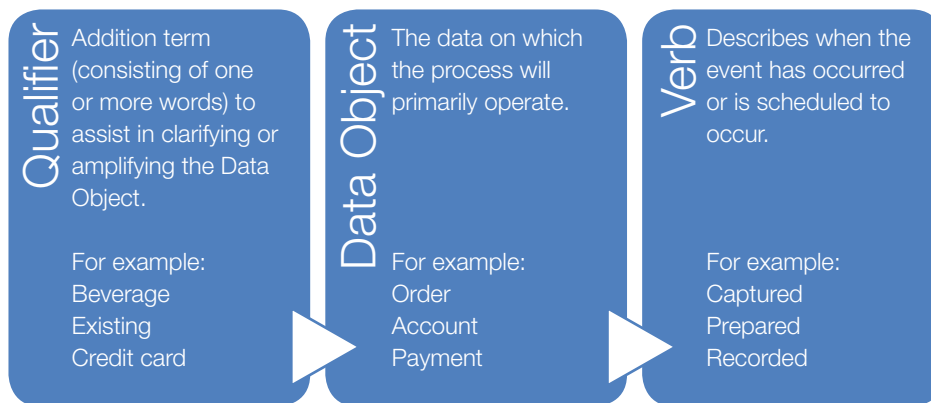 Qualifier
Addition term
(consisting of one
or more words) to
assist in clarifying or
amplifying the Data
Object.
For example:
Beverage
Existing
Credit card
Data Object
The data on which
the process will
primarily operate.
For example:
Order
Account
Payment
Verb
Describes when the
event has occurred
or is scheduled to
occur.
For example:
Captured
Prepared
Recorded